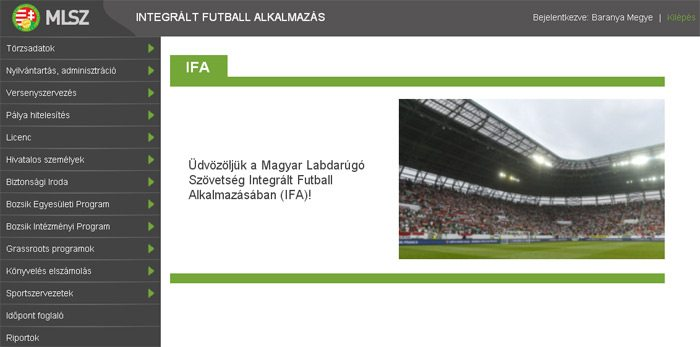 MLSZ
INTEGRÁLT FUTBALL ALKALMAZÁS
Bejelentkezve: Baranya Megye | Kilépés
Törzsadatok
Nyilvántartás, adminisztráció
Versenyszervezés
Pálya hitelesítés
Licenc
Hivatalos személyek
Biztonsági Iroda
Bozsik Egyesületi Program
Bozsik Intézményi Program
Grassroots programok
Könyvelés elszámolás
Sportszervezetek
Időpont foglaló
Riportok
IFA
Üdvözöljük a Magyar Labdarúgó
Szövetség Integrált Futball
Alkalmazásában (IFA)!